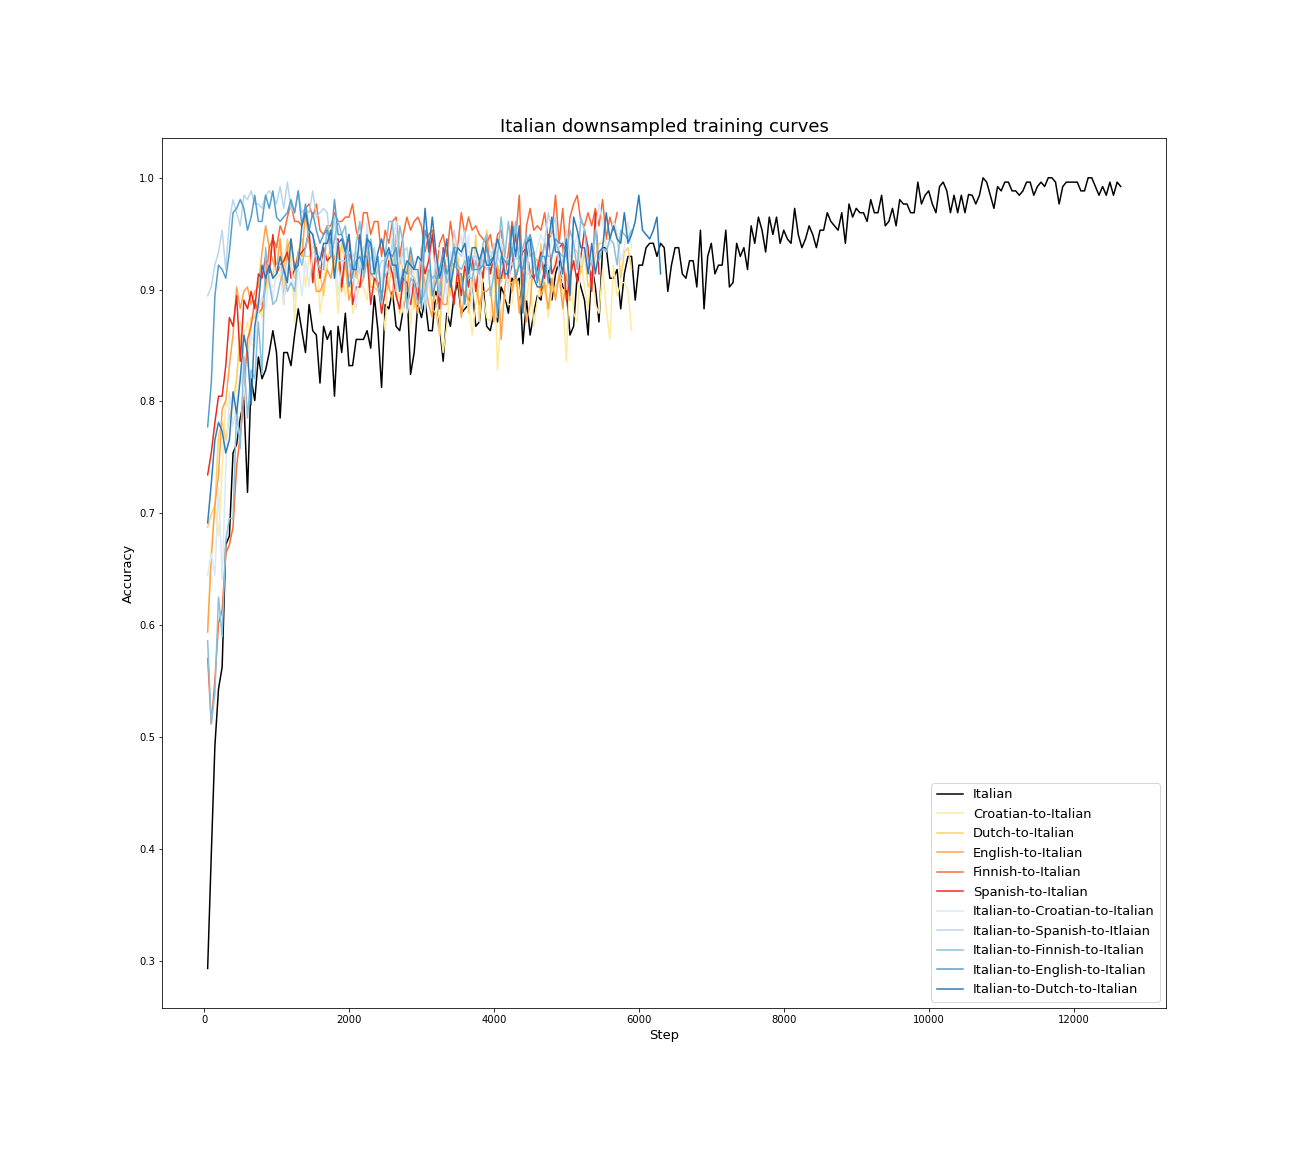 Italian downsampled training curves
1.0
0.9
0.8
0.7
0.6
0.5
0.4
0.3
Accuracy
0 2000 4000 6000 8000 10000 12000
Step
Italian
Croatian-to-Italian
Dutch-to-Italian
English-to-Italian
Finnish-to-Italian
Spanish-to-Italian
Italian-to-Croatian-to-Italian
Italian-to-Spanish-to-Itlaian
Italian-to-Finnish-to-Italian
Italian-to-English-to-Italian
Italian-to-Dutch-to-Italian